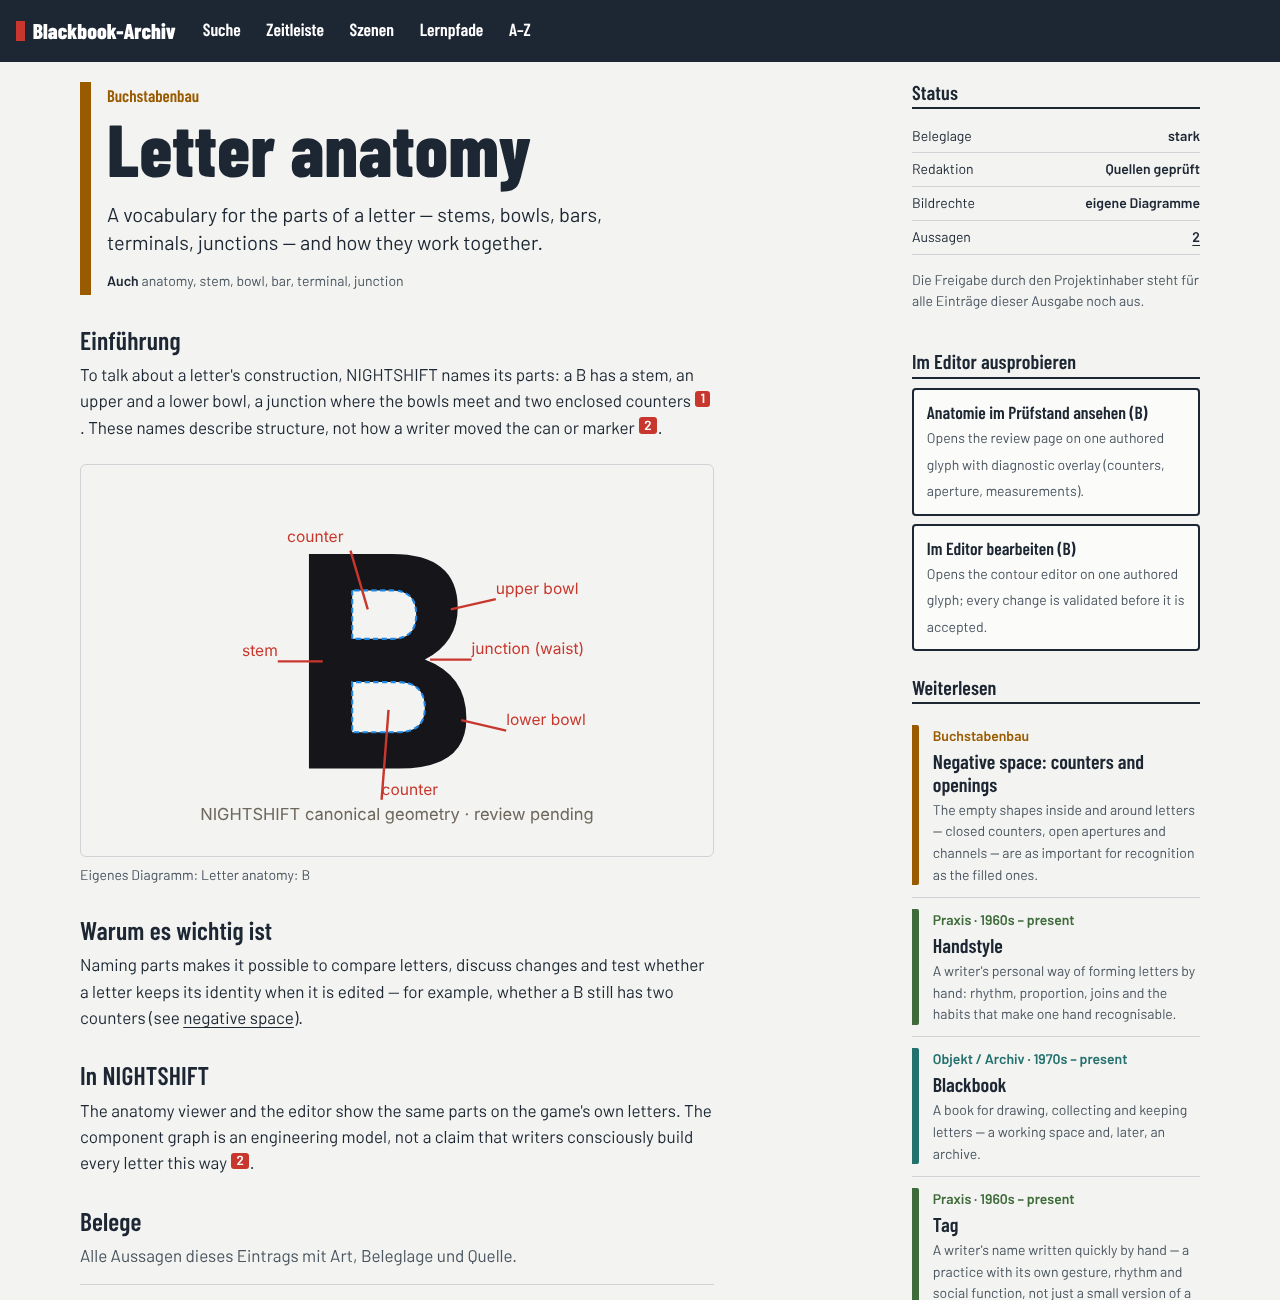 Blackbook-Archiv Suche Zeitleiste Szenen Lernpfade A–Z
Buchstabenbau
Letter anatomy
A vocabulary for the parts of a letter — stems, bowls, bars,
terminals, junctions — and how they work together.
Auch anatomy, stem, bowl, bar, terminal, junction
Einführung
To talk about a letter's construction, NIGHTSHIFT names its parts: a B has a stem, an
upper and a lower bowl, a junction where the bowls meet and two enclosed counters 1
. These names describe structure, not how a writer moved the can or marker 2.
counter
upper bowl
junction (waist)
stem
lower bowl
counter
B
NIGHTSHIFT canonical geometry · review pending
Eigenes Diagramm: Letter anatomy: B
Warum es wichtig ist
Naming parts makes it possible to compare letters, discuss changes and test whether
a letter keeps its identity when it is edited — for example, whether a B still has two
counters (see negative space).
In NIGHTSHIFT
The anatomy viewer and the editor show the same parts on the game's own letters. The
component graph is an engineering model, not a claim that writers consciously build
every letter this way 2.
Belege
Alle Aussagen dieses Eintrags mit Art, Beleglage und Quelle.
Status
Beleglage stark
Redaktion Quellen geprüft
Bildrechte eigene Diagramme
Aussagen 2
Die Freigabe durch den Projektinhaber steht für
alle Einträge dieser Ausgabe noch aus.
Im Editor ausprobieren
Anatomie im Prüfstand ansehen (B)
Opens the review page on one authored
glyph with diagnostic overlay (counters,
aperture, measurements).
Im Editor bearbeiten (B)
Opens the contour editor on one authored
glyph; every change is validated before it is
accepted.
Weiterlesen
Buchstabenbau
Negative space: counters and
openings
The empty shapes inside and around letters
— closed counters, open apertures and
channels — are as important for recognition
as the filled ones.
Praxis · 1960s – present
Handstyle
A writer's personal way of forming letters by
hand: rhythm, proportion, joins and the
habits that make one hand recognisable.
Objekt / Archiv · 1970s – present
Blackbook
A book for drawing, collecting and keeping
letters — a working space and, later, an
archive.
Praxis · 1960s – present
Tag
A writer's name written quickly by hand — a
practice with its own gesture, rhythm and
social function, not just a small version of a